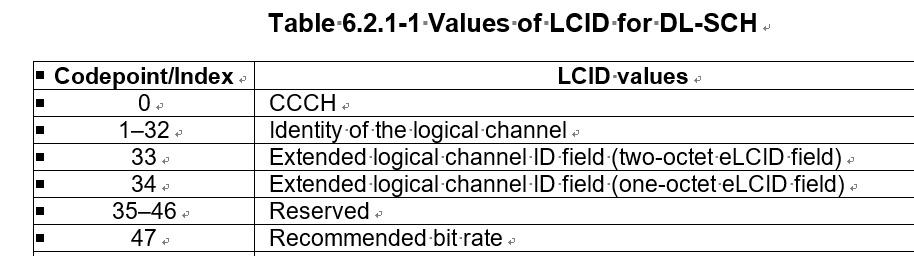 Table 6.2.1-1 Values of LCID for DL-SCH
Codepoint/Index LCID values
0 CCCH
1–32 Identity of the logical channel
33 Extended logical channel ID field (two-octet eLCID field)
34 Extended logical channel ID field (one-octet eLCID field)
35–46 Reserved
47 Recommended bit rate